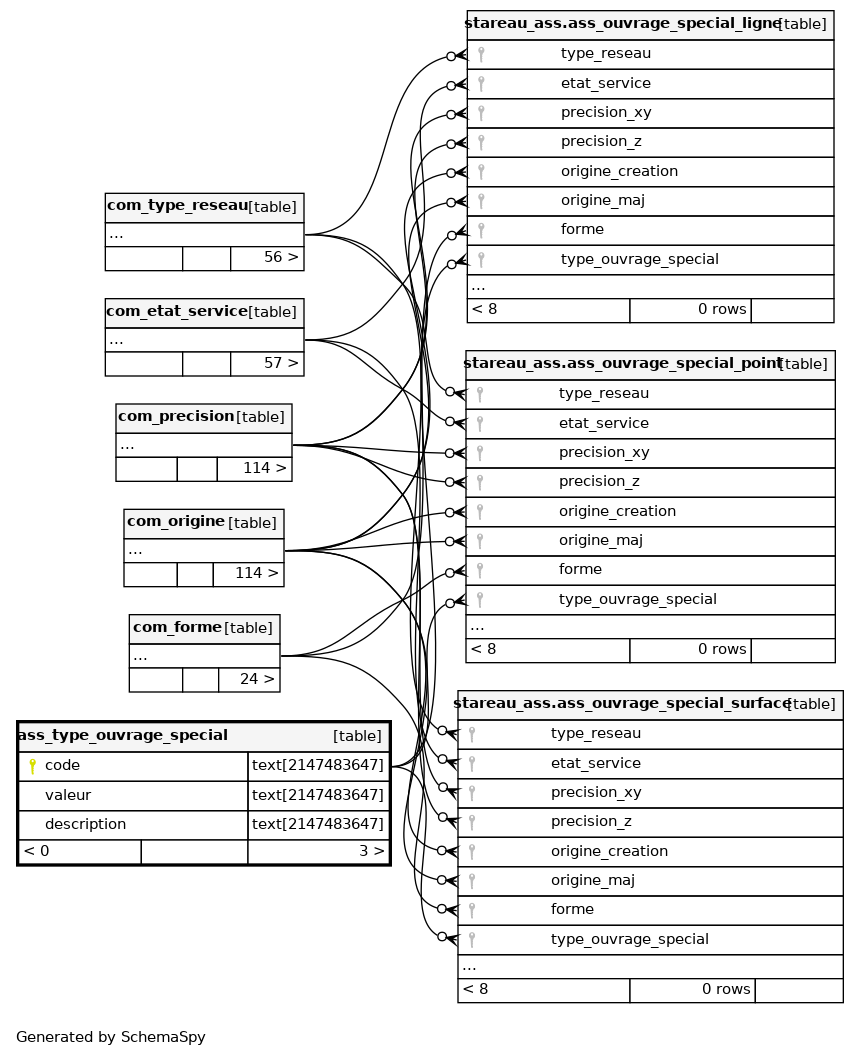 stareau_ass.ass_ouvrage_special_ligne [table]
type_reseau
etat_service
precision_xy
precision_z
origine_creation
origine_maj
forme
type_ouvrage_special
...
< 8 0 rows
com_type_reseau [table]
...
56 >
com_etat_service [table]
...
57 >
com_precision [table]
...
114 >
com_origine [table]
...
114 >
com_forme [table]
...
24 >
stareau_ass.ass_ouvrage_special_point [table]
type_reseau
etat_service
precision_xy
precision_z
origine_creation
origine_maj
forme
type_ouvrage_special
...
< 8 0 rows
ass_type_ouvrage_special [table]
code text[2147483647]
valeur text[2147483647]
description text[2147483647]
< 0 3 >
stareau_ass.ass_ouvrage_special_surface [table]
type_reseau
etat_service
precision_xy
precision_z
origine_creation
origine_maj
forme
type_ouvrage_special
...
< 8 0 rows
Generated by SchemaSpy